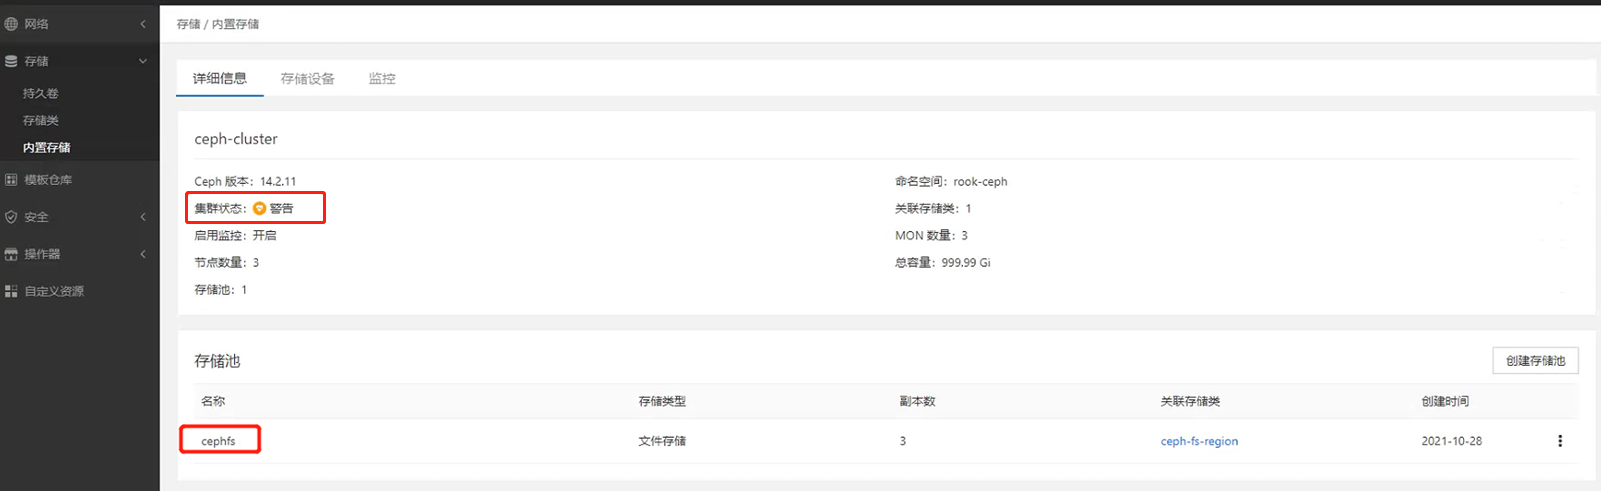 网络
存储
持久卷
存储类
内置存储
模板仓库
安全
操作器
自定义资源
存储 / 内置存储
详细信息 存储设备 监控
ceph-cluster
Ceph 版本：14.2.11 命名空间：rook-ceph
集群状态：警告 关联存储类：1
启用监控：开启 MON 数量：3
节点数量：3 总容量：999.99 Gi
存储池：1
存储池 创建存储池
名称 存储类型 副本数 关联存储类 创建时间
cephfs 文件存储 3 ceph-fs-region 2021-10-28